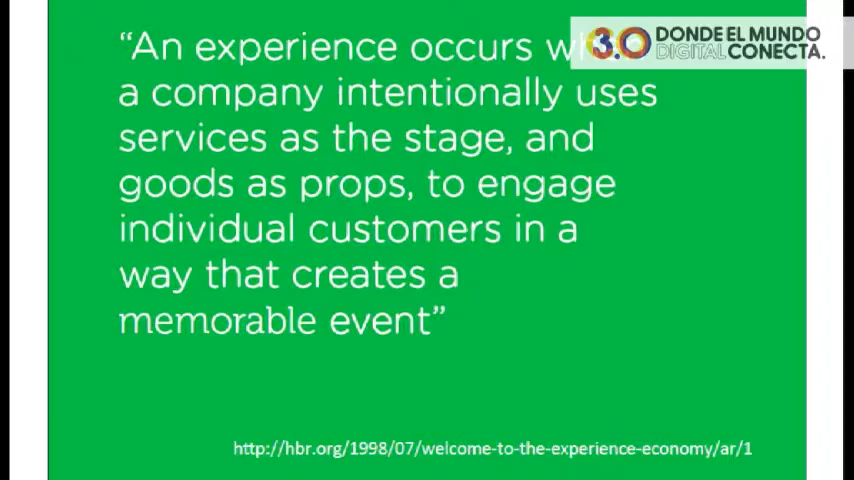 “An experience occurs
a company intentionally uses
services as the stage, and
goods as props, to engage
individual customers in a
way that creates a
memorable event”
http://hbr.org/1998/07/welcome-to-the-experience-economy/ar/1
3.0 DONDE EL MUNDO
DIGITAL CONECTA.